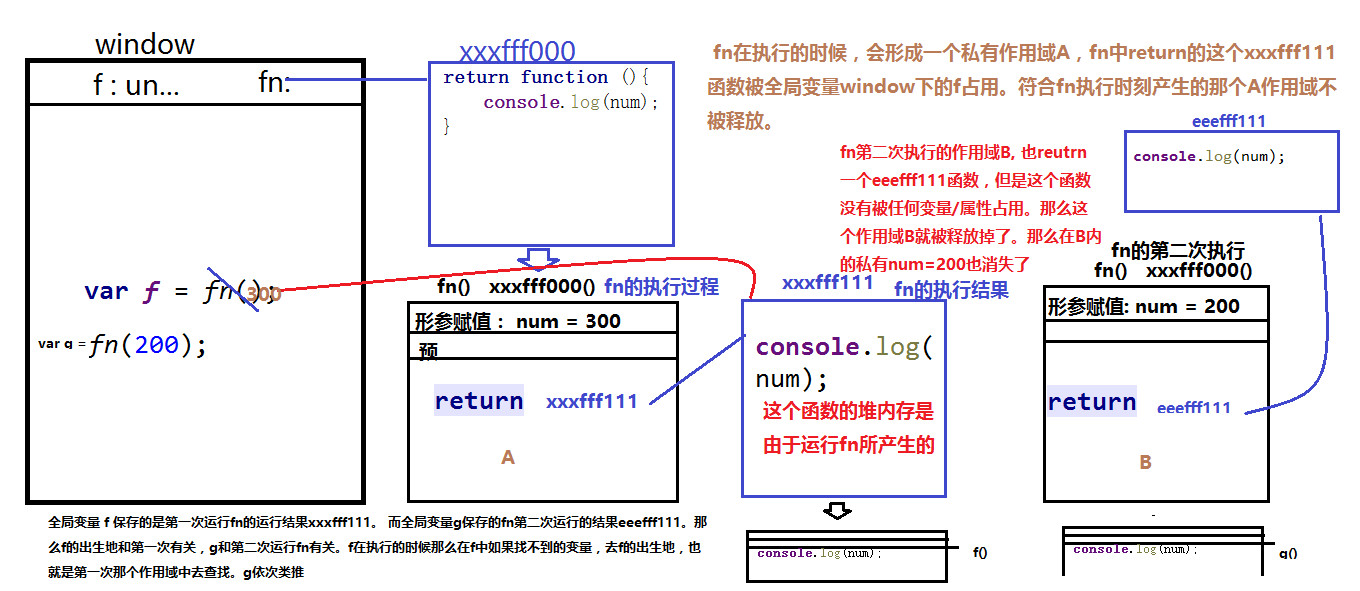 window
f : un...
fn:
xxxfff000
return function (){
console.log(num);
}
fn在执行的时候，会形成一个私有作用域A，fn中return的这个xxxfff111
函数被全局变量window下的f占用。符合fn执行时刻产生的那个A作用域不
被释放。
eeefff111
console.log(num);
fn第二次执行的作用域B, 也reutrn
一个eeefff111函数，但是这个函数
没有被任何变量/属性占用。那么这
个作用域B就被释放掉了。那么在B内
的私有num=200也消失了
var f = fn();
300
var g = fn(200);
fn() xxxfff000() fn的执行过程
形参赋值： num = 300
预
return xxxfff111
A
xxxfff111 fn的执行结果
console.log(
num);
这个函数的堆内存是
由于运行fn所产生的
fn的第二次执行
fn() xxxfff000()
形参赋值: num = 200
return eeefff111
B
全局变量 f 保存的是第一次运行fn的运行结果xxxfff111。 而全局变量g保存的fn第二次运行的结果eeefff111。那
么f的出生地和第一次有关，g和第二次运行fn有关。f在执行的时候那么在f中如果找不到的变量，去f的出生地，也
就是第一次那个作用域中去查找。g依次类推
console.log(num);
f()
console.log(num);
g()